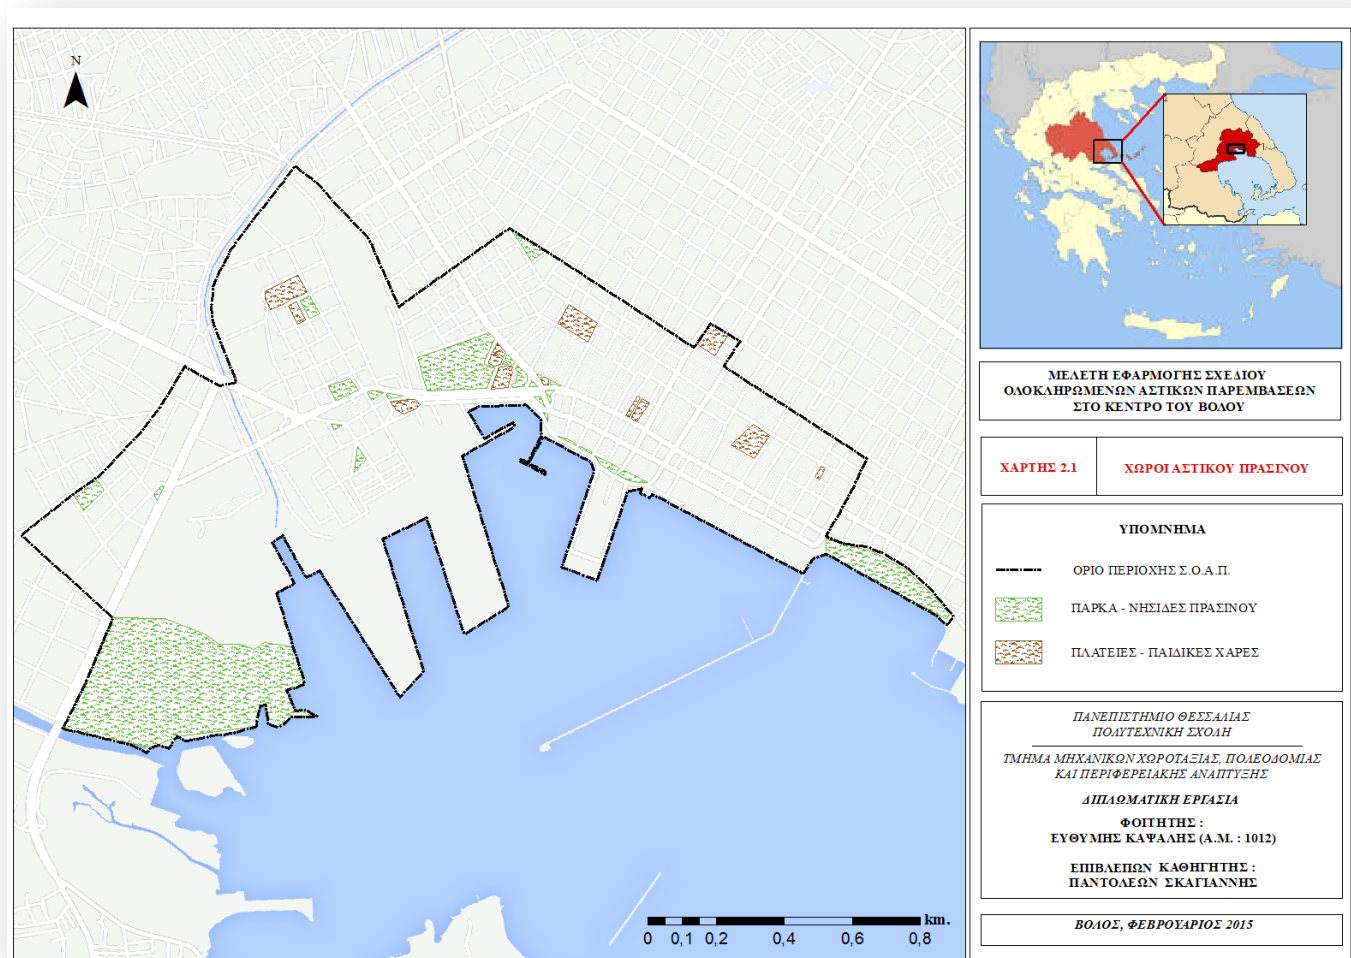 N
ΜΕΛΕΤΗ ΕΦΑΡΜΟΓΗΣ ΣΧΕΔΙΟΥ
ΟΛΟΚΛΗΡΩΜΕΝΩΝ ΑΣΤΙΚΩΝ ΠΑΡΕΜΒΑΣΕΩΝ
ΣΤΟ ΚΕΝΤΡΟ ΤΟΥ ΒΟΛΟΥ
ΧΑΡΤΗΣ 2.1 ΧΩΡΟΙ ΑΣΤΙΚΟΥ ΠΡΑΣΙΝΟΥ
ΥΠΟΜΝΗΜΑ
ΟΡΙΟ ΠΕΡΙΟΧΗΣ Σ.Ο.Α.Π.
ΠΑΡΚΑ - ΝΗΣΙΔΕΣ ΠΡΑΣΙΝΟΥ
ΠΛΑΤΕΙΕΣ - ΠΑΙΔΙΚΕΣ ΧΑΡΕΣ
ΠΑΝΕΠΙΣΤΗΜΙΟ ΘΕΣΣΑΛΙΑΣ
ΠΟΛΥΤΕΧΝΙΚΗ ΣΧΟΛΗ
ΤΜΗΜΑ ΜΗΧΑΝΙΚΩΝ ΧΩΡΟΤΑΞΙΑΣ, ΠΟΛΕΟΔΟΜΙΑΣ
ΚΑΙ ΠΕΡΙΦΕΡΕΙΑΚΗΣ ΑΝΑΠΤΥΞΗΣ
ΔΙΠΛΩΜΑΤΙΚΗ ΕΡΓΑΣΙΑ
ΦΟΙΤΗΤΗΣ :
ΕΥΘΥΜΗΣ ΚΑΨΑΛΗΣ (Α.Μ. : 1012)
ΕΠΙΒΛΕΠΩΝ ΚΑΘΗΓΗΤΗΣ :
ΠΑΝΤΟΛΕΩΝ ΣΚΑΓΙΑΝΝΗΣ
ΒΟΛΟΣ, ΦΕΒΡΟΥΑΡΙΟΣ 2015
km.
0 0,1 0,2 0,4 0,6 0,8